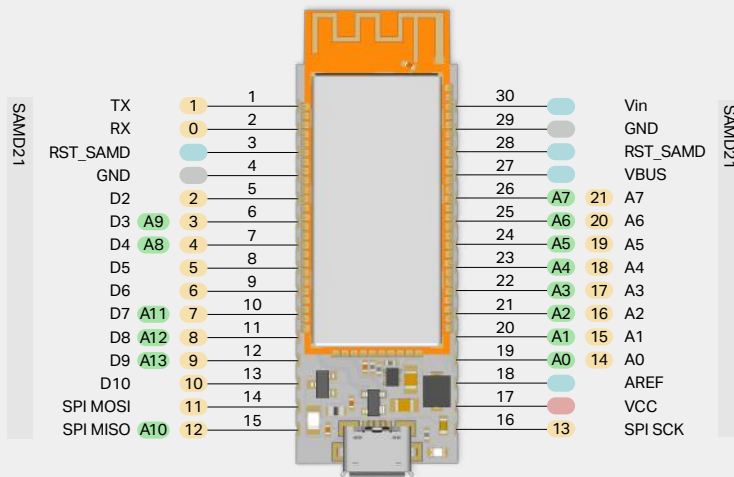 SAMD21
TX 1 1
RX 0 2
RST_SAMD 3
GND 4
D2 2 5
D3 A9 3 6
D4 A8 4 7
D5 5 8
D6 6 9
D7 A11 7 10
D8 A12 8 11
D9 A13 9 12
D10 10 13
SPI MOSI 11 14
SPI MISO A10 12 15
30 Vin
29 GND
28 RST_SAMD
27 VBUS
26 A7 21 A7
25 A6 20 A6
24 A5 19 A5
23 A4 18 A4
22 A3 17 A3
21 A2 16 A2
20 A1 15 A1
19 A0 14 A0
18 AREF
17 VCC
16 13 SPI SCK
SAMD21